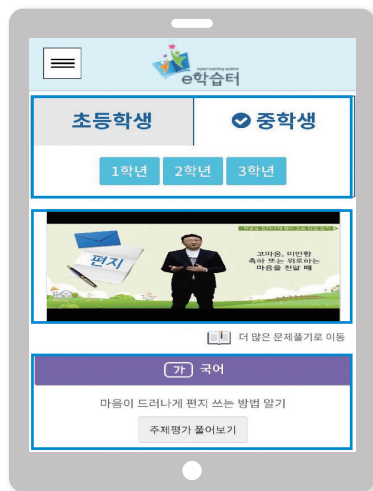 e학습터
초등학생
중학생
1학년 2학년 3학년
편지
고마움, 미안함
축하 또는 위로하는
마음을 전할 때
더 많은 문제풀기로 이동
가 국어
마음이 드러나게 편지 쓰는 방법 알기
주제평가 풀어보기